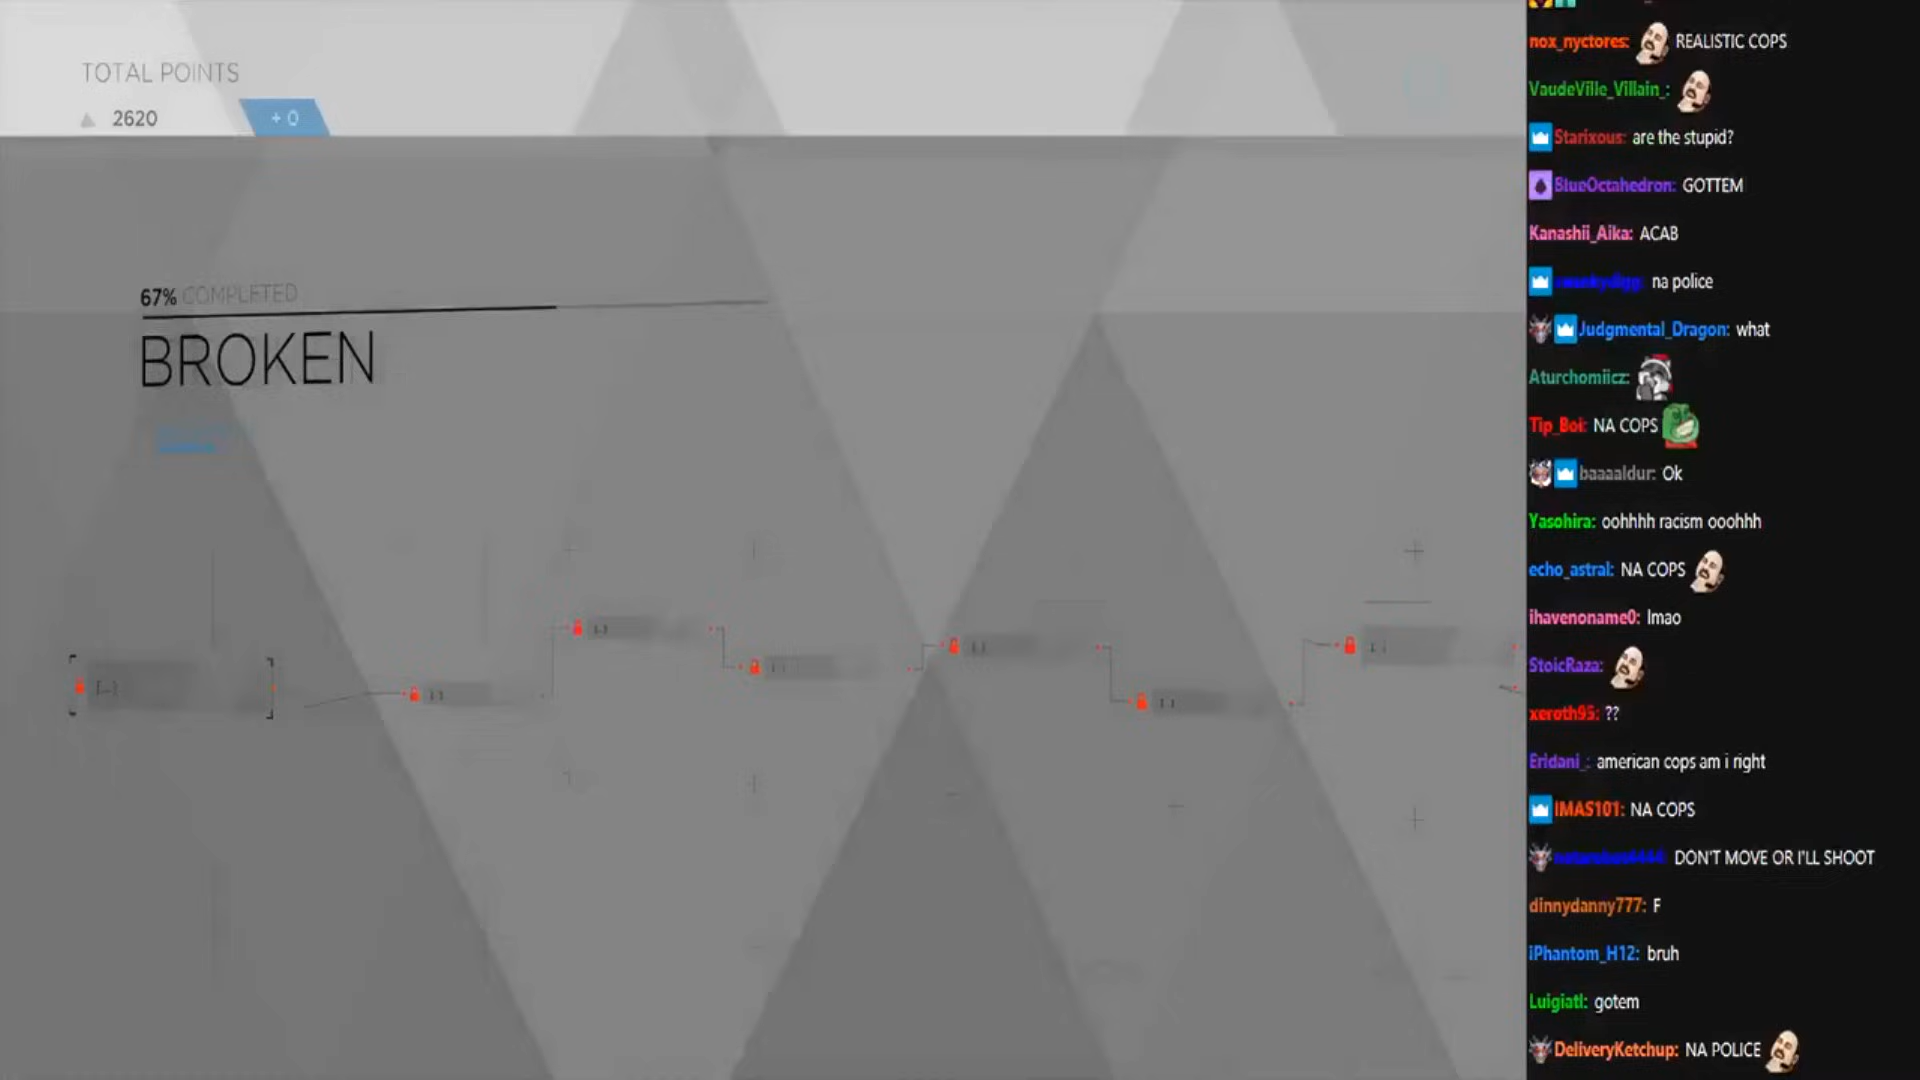 TOTAL POINTS
2620
+ 0
67% COMPLETED
BROKEN
nox_nyctores: REALISTIC COPS
VaudeVille_Villain_:
Starixous: are the stupid?
BlueOctahedron: GOTTEM
Kanashii_Aika: ACAB
na police
Judgmental_Dragon: what
Aturchomiicz:
Tip_Boi: NA COPS
baaaaldur: Ok
Yasohira: oohhhh racism ooohhh
echo_astral: NA COPS
ihavenoname0: lmao
StoicRaza:
xeroth95: ??
Eridani_: american cops am i right
IMAS101: NA COPS
DON'T MOVE OR I'LL SHOOT
dinnydanny777: F
iPhantom_H12: bruh
Luigiatl: gotem
DeliveryKetchup: NA POLICE